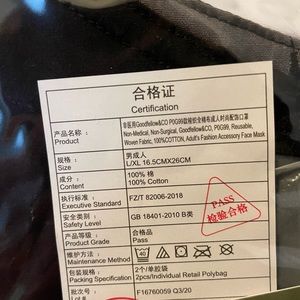 合格证
Certification
产品名称:
Product
非医用Goodfellow&CO POG99款梭织全棉布成人时尚配饰口罩
Non-Medical, Non-Surgical, Goodfellow&CO, POG99, Reusable,
Woven Fabric, 100%COTTON, Adult's Fashion Accessory Face Mask
规格:
Size
男成人
L/XL 16.5CMX26CM
成份:
Content
100% 棉
100% Cotton
执行标准:
Executive Standard
FZ/T 82006-2018
安全类别:
Safety Level
GB 18401-2010 B类
产品等级:
Product Grade
合格品
Pass
维护方法:
Maintenance Method
包装规格:
Packing Specification
2个/单胶袋
2pcs/Individual Retail Polybag
批次号:
F16760059 Q3/20
PASS
检验合格